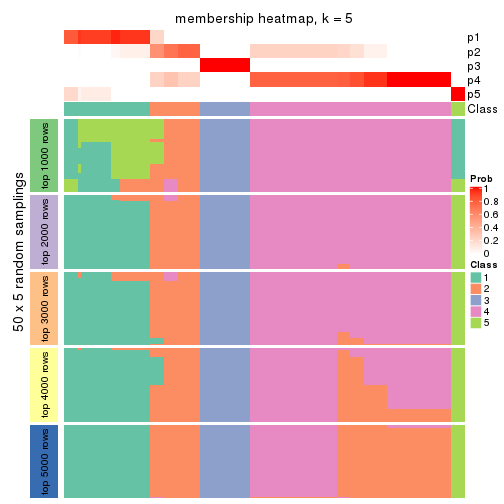 membership heatmap, k = 5
p1
p2
p3
p4
p5
Class
50 x 5 random samplings
top 1000 rows
top 2000 rows
top 3000 rows
top 4000 rows
top 5000 rows
Prob
1
0.8
0.6
0.4
0.2
0
Class
1
2
3
4
5